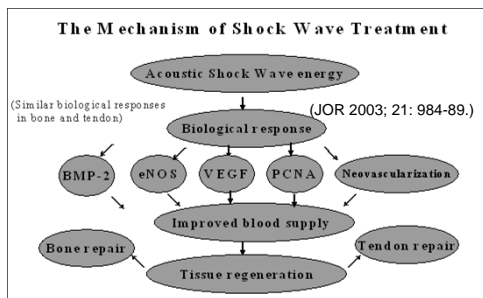 The Mechanism of Shock Wave Treatment
Acoustic Shock Wave energy
(Similar biological responses
in bone and tendon)
(JOR 2003; 21: 984-89.)
Biological response
BMP-2
eNOS
VEGF
PCNA
Neovascularization
Improved blood supply
Bone repair
Tendon repair
Tissue regeneration